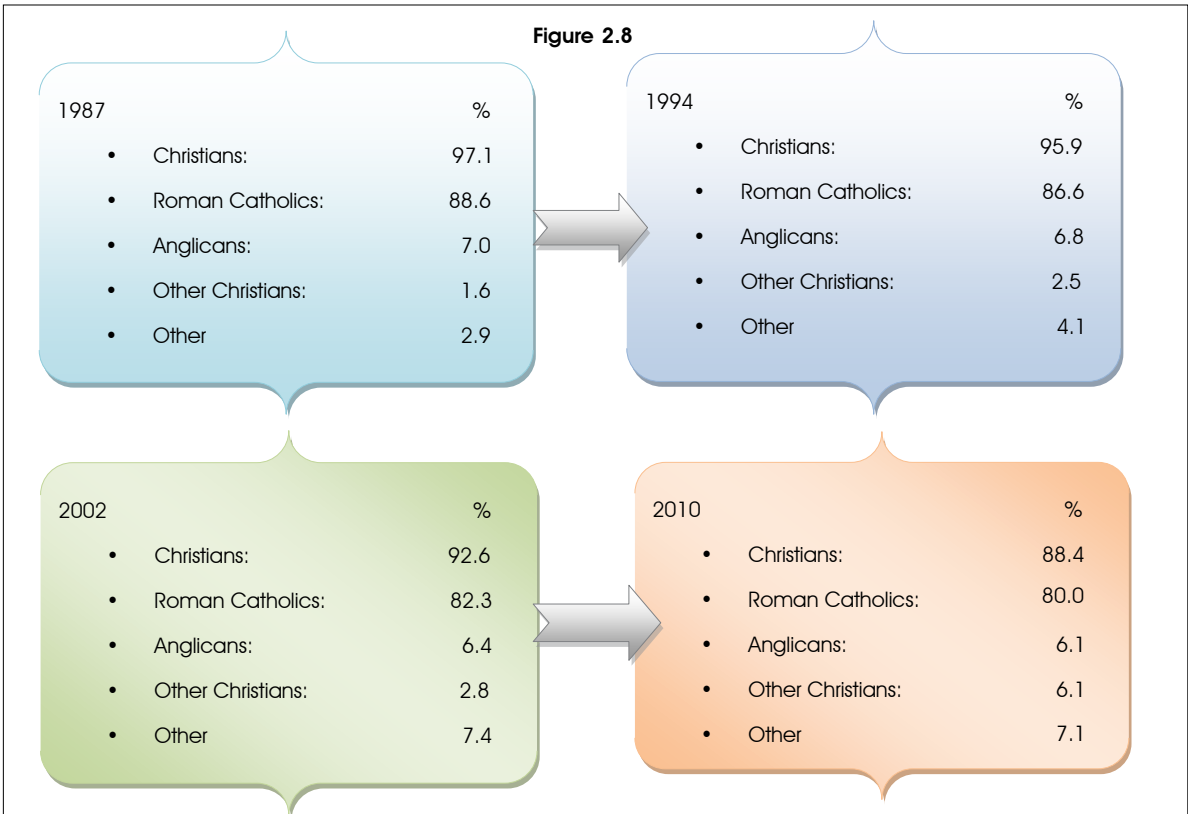 Figure 2.8
1987 %
• Christians: 97.1
• Roman Catholics: 88.6
• Anglicans: 7.0
• Other Christians: 1.6
• Other 2.9
1994 %
• Christians: 95.9
• Roman Catholics: 86.6
• Anglicans: 6.8
• Other Christians: 2.5
• Other 4.1
2002 %
• Christians: 92.6
• Roman Catholics: 82.3
• Anglicans: 6.4
• Other Christians: 2.8
• Other 7.4
2010 %
• Christians: 88.4
• Roman Catholics: 80.0
• Anglicans: 6.1
• Other Christians: 6.1
• Other 7.1